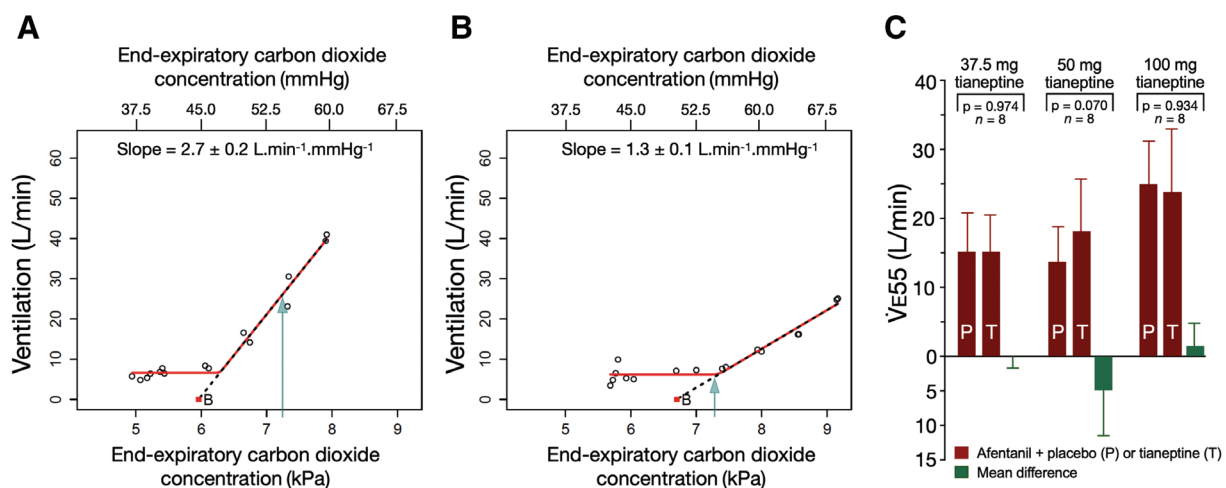 A
End-expiratory carbon dioxide
concentration (mmHg)
37.5 45.0 52.5 60.0 67.5
Slope = 2.7 ± 0.2 L.min⁻¹.mmHg⁻¹
Ventilation (L/min)
60
50
40
30
20
10
0
B
5 6 7 8 9
End-expiratory carbon dioxide
concentration (kPa)
B
End-expiratory carbon dioxide
concentration (mmHg)
37.5 45.0 52.5 60.0 67.5
Slope = 1.3 ± 0.1 L.min⁻¹.mmHg⁻¹
Ventilation (L/min)
60
50
40
30
20
10
0
B
5 6 7 8 9
End-expiratory carbon dioxide
concentration (kPa)
C
37.5 mg 50 mg 100 mg
tianeptine tianeptine tianeptine
p = 0.974 p = 0.070 p = 0.934
n = 8 n = 8 n = 8
V̇E55 (L/min)
40
30
20
10
0
5
10
15
P T P T P T
Afentanil + placebo (P) or tianeptine (T)
Mean difference